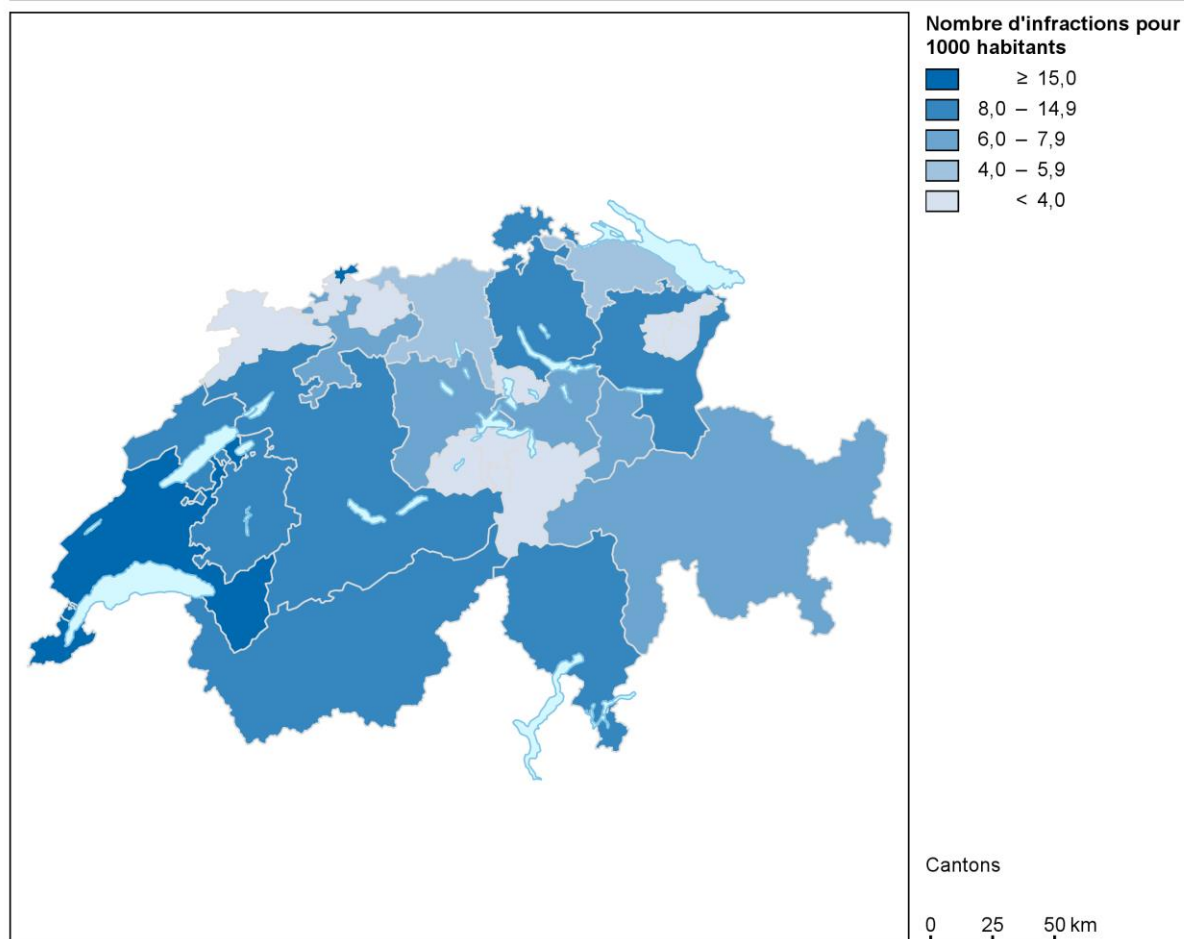 Nombre d'infractions pour
1000 habitants
≥ 15,0
8,0 – 14,9
6,0 – 7,9
4,0 – 5,9
< 4,0
Cantons
0 25 50 km